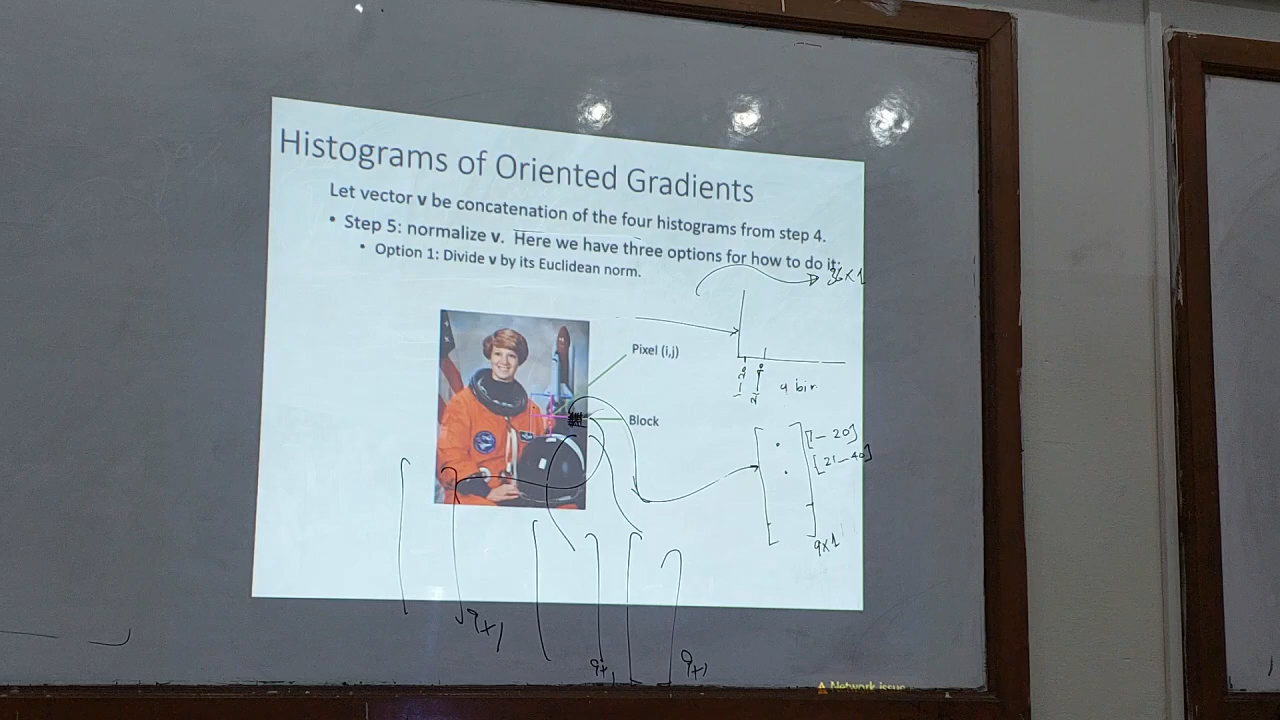 Histograms of Oriented Gradients
Let vector v be concatenation of the four histograms from step 4.
• Step 5: normalize v. Here we have three options for how to do it:
• Option 1: Divide v by its Euclidean norm.
36×1
Pixel (i,j)
9 bin
Block
[1-20]
[21-40]
9×1
9×1
9×1
9×1
⚠ Network issue